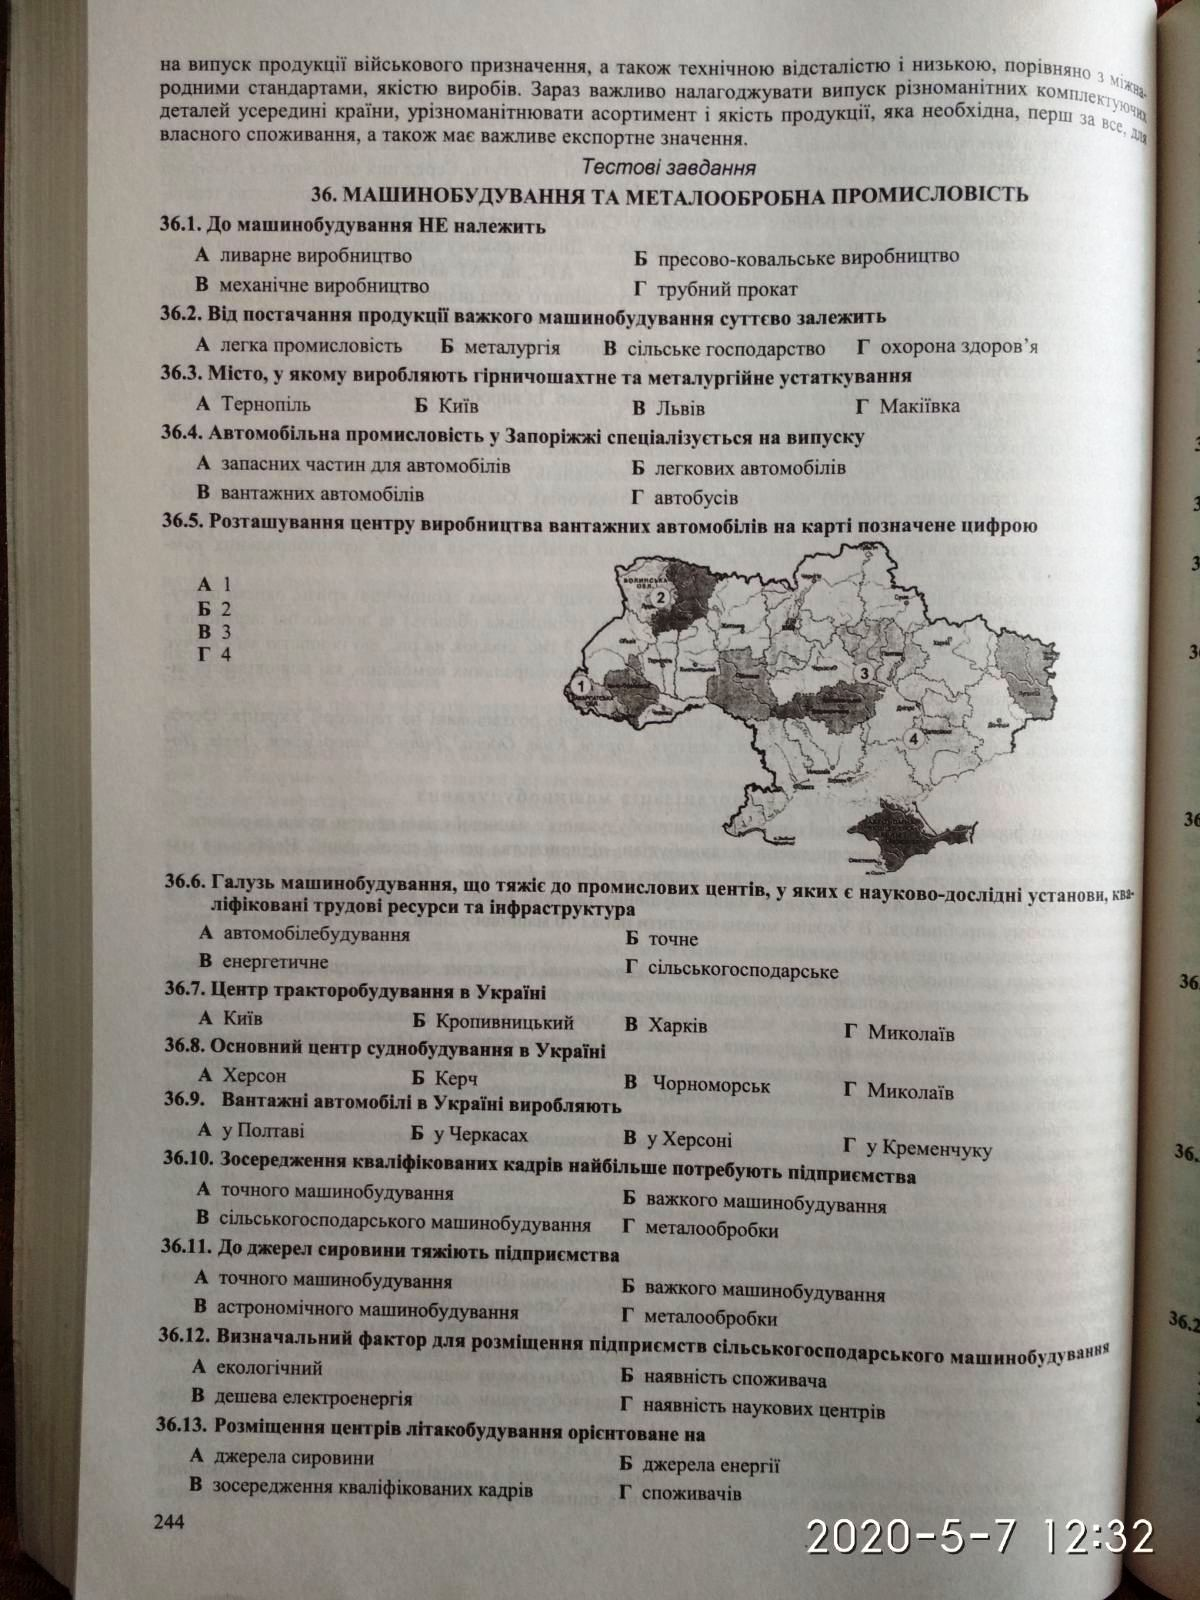 на випуск продукції військового призначення, а також технічною відсталістю і низькою, порівняно з міжна-
родними стандартами, якістю виробів. Зараз важливо налагоджувати випуск різноманітних комплектуючих
деталей усередині країни, урізноманітнювати асортимент і якість продукції, яка необхідна, перш за все, для
власного споживання, а також має важливе експортне значення.
Тестові завдання
36. МАШИНОБУДУВАННЯ ТА МЕТАЛООБРОБНА ПРОМИСЛОВІСТЬ
36.1. До машинобудування НЕ належить
А ливарне виробництво Б пресово-ковальське виробництво
В механічне виробництво Г трубний прокат
36.2. Від постачання продукції важкого машинобудування суттєво залежить
А легка промисловість Б металургія В сільське господарство Г охорона здоров’я
36.3. Місто, у якому виробляють гірничошахтне та металургійне устаткування
А Тернопіль Б Київ В Львів Г Макіївка
36.4. Автомобільна промисловість у Запоріжжі спеціалізується на випуску
А запасних частин для автомобілів Б легкових автомобілів
В вантажних автомобілів Г автобусів
36.5. Розташування центру виробництва вантажних автомобілів на карті позначене цифрою
А 1
Б 2
В 3
Г 4
ВОЛИНСЬКА
ОБЛ.
2
1
3
4
36.6. Галузь машинобудування, що тяжіє до промислових центрів, у яких є науково-дослідні установи, ква-
ліфіковані трудові ресурси та інфраструктура
А автомобілебудування Б точне
В енергетичне Г сільськогосподарське
36.7. Центр тракторобудування в Україні
А Київ Б Кропивницький В Харків Г Миколаїв
36.8. Основний центр суднобудування в Україні
А Херсон Б Керч В Чорноморськ Г Миколаїв
36.9. Вантажні автомобілі в Україні виробляють
А у Полтаві Б у Черкасах В у Херсоні Г у Кременчуку
36.10. Зосередження кваліфікованих кадрів найбільше потребують підприємства
А точного машинобудування Б важкого машинобудування
В сільськогосподарського машинобудування Г металообробки
36.11. До джерел сировини тяжіють підприємства
А точного машинобудування Б важкого машинобудування
В астрономічного машинобудування Г металообробки
36.12. Визначальний фактор для розміщення підприємств сільськогосподарського машинобудування
А екологічний Б наявність споживача
В дешева електроенергія Г наявність наукових центрів
36.13. Розміщення центрів літакобудування орієнтоване на
А джерела сировини Б джерела енергії
В зосередження кваліфікованих кадрів Г споживачів
244
2020-5-7 12:32